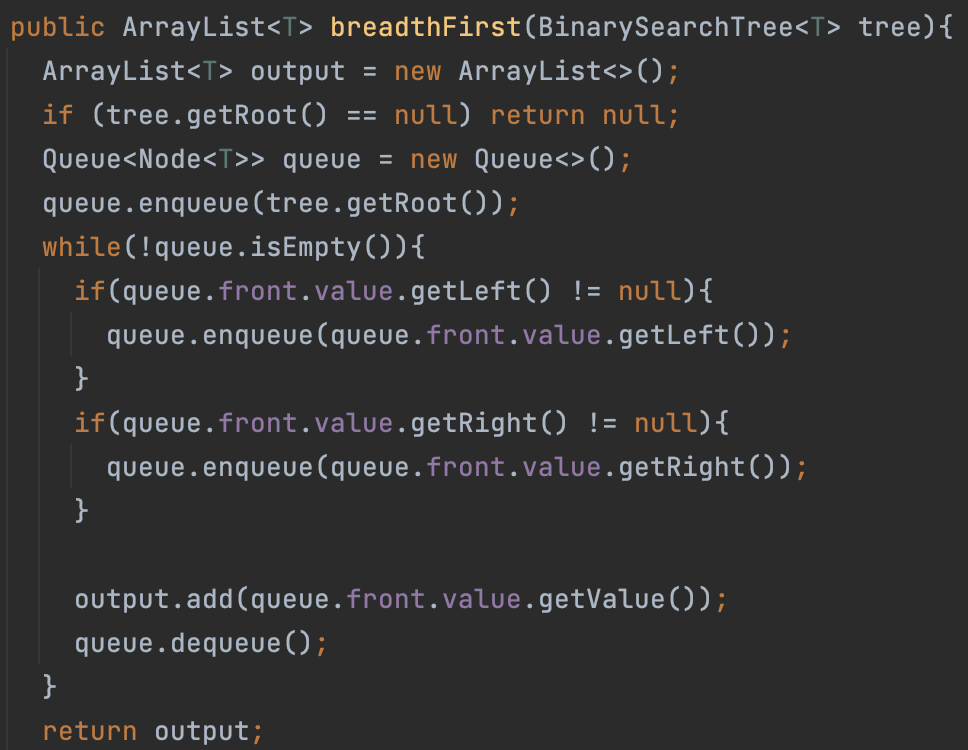 public ArrayList<T> breadthFirst(BinarySearchTree<T> tree){
ArrayList<T> output = new ArrayList<>();
if (tree.getRoot() == null) return null;
Queue<Node<T>> queue = new Queue<>();
queue.enqueue(tree.getRoot());
while(!queue.isEmpty()){
if(queue.front.value.getLeft() != null){
queue.enqueue(queue.front.value.getLeft());
}
if(queue.front.value.getRight() != null){
queue.enqueue(queue.front.value.getRight());
}
output.add(queue.front.value.getValue());
queue.dequeue();
}
return output;